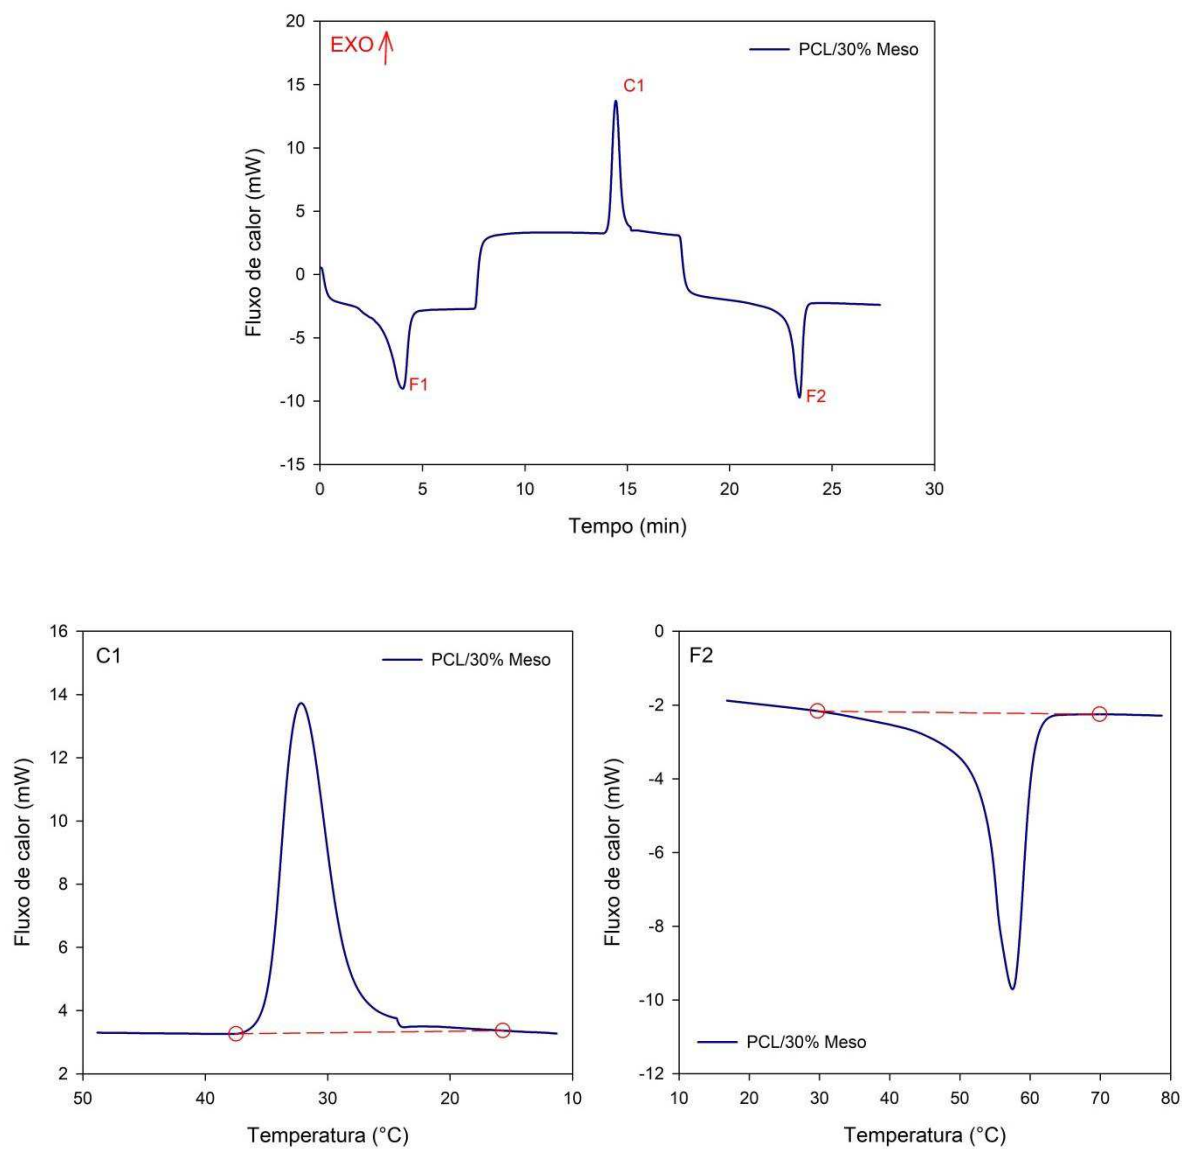 20
EXO
PCL/30% Meso
15
C1
10
5
0
-5
F1
F2
-10
-15
0 5 10 15 20 25 30
Fluxo de calor (mW)
Tempo (min)
16
C1
PCL/30% Meso
14
12
10
8
6
4
2
50 40 30 20 10
Fluxo de calor (mW)
Temperatura (°C)
0
F2
-2
-4
-6
-8
-10
PCL/30% Meso
-12
10 20 30 40 50 60 70 80
Fluxo de calor (mW)
Temperatura (°C)